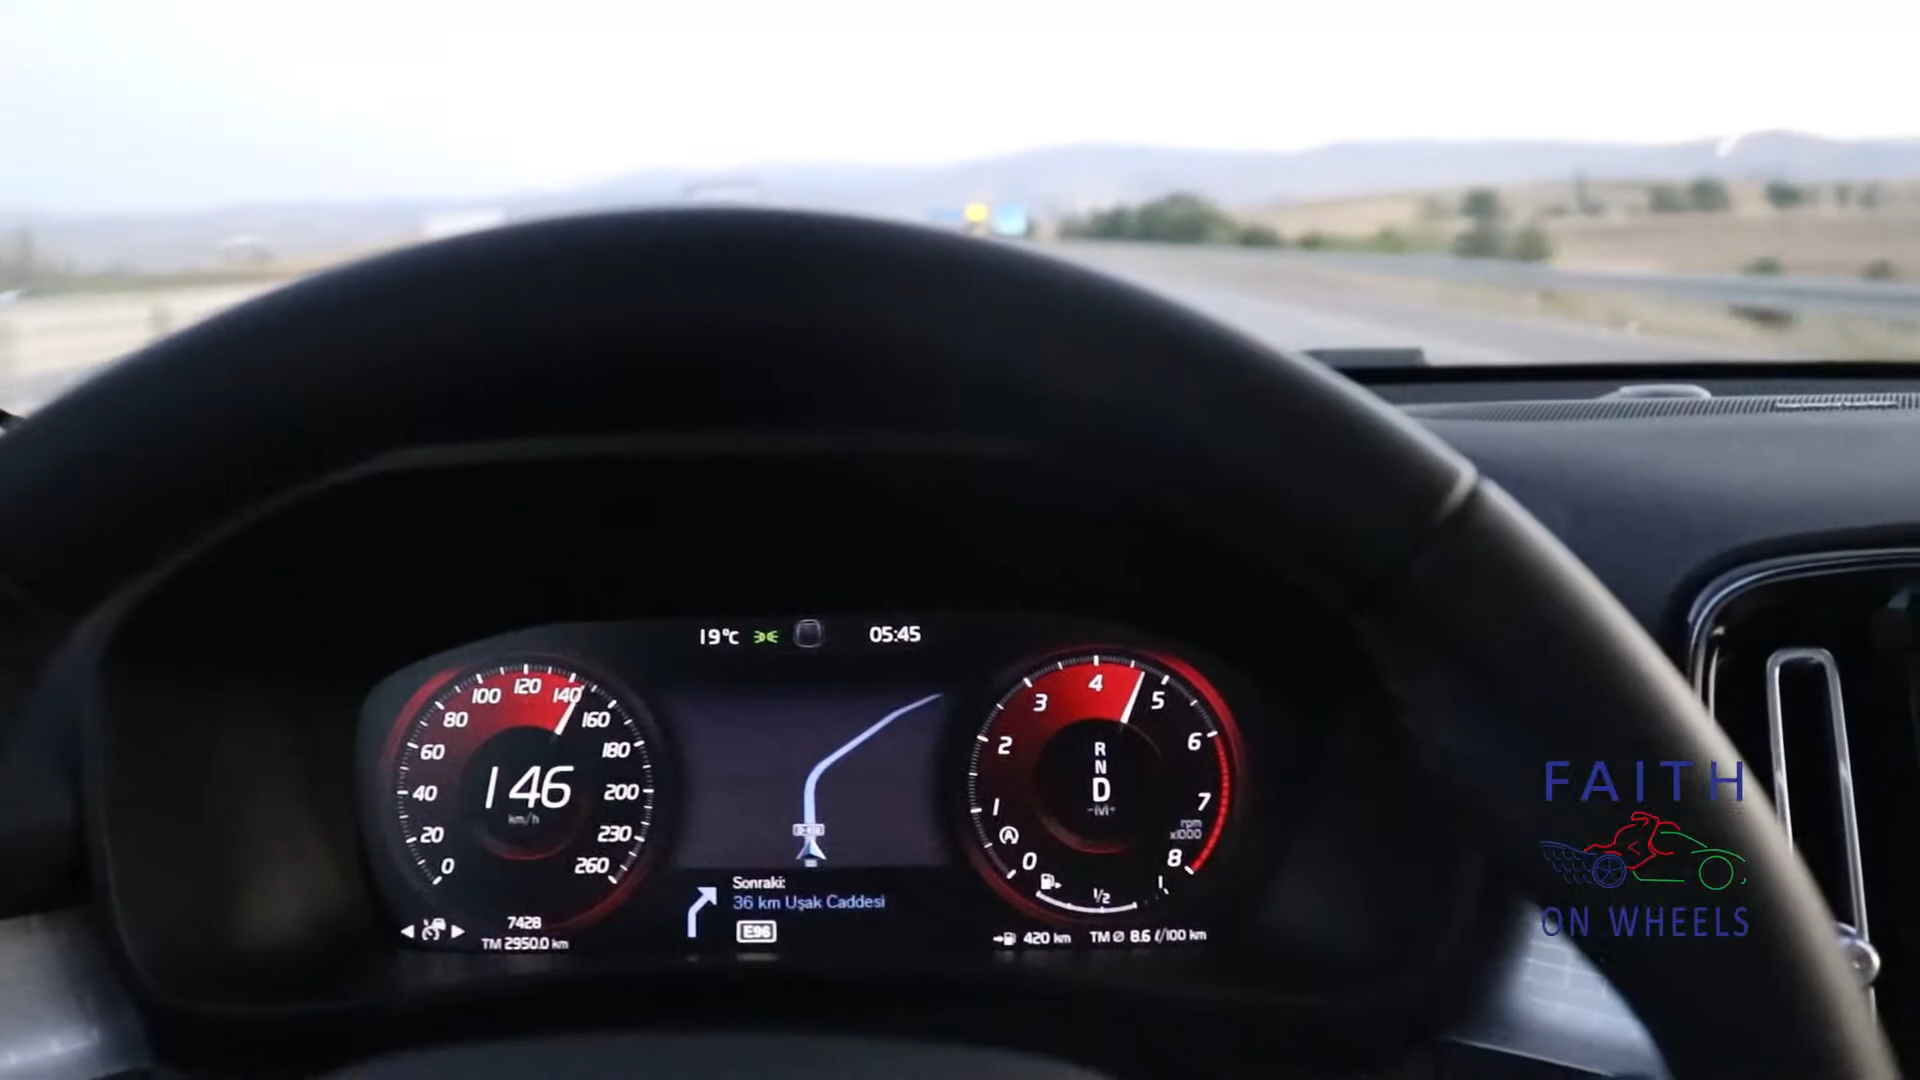 19°C 05:45
0
20
40
60
80
100
120
140
160
180
200
230
260
146
km/h
7428
TM 2950.0 km
Sonraki:
36 km Uşak Caddesi
E96
0
1
2
3
4
5
6
7
8
rpm
x1000
R
N
D
-M+
A
1/2
1
420 km TM Ø 8.6 ℓ/100 km
FAITH
ON WHEELS